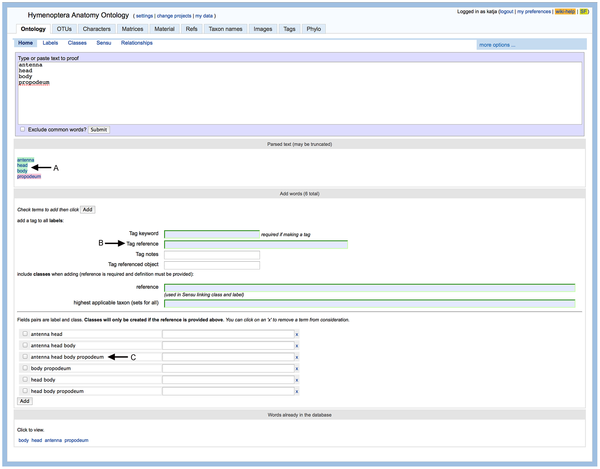 Hymenoptera Anatomy Ontology ( settings | change projects | my data )
Logged in as katja (logout | my preferences | wiki-help | SF
Ontology OTUs Characters Matrices Material Refs Taxon names Images Tags Phylo
Home Labels Classes Sensu Relationships
more options ...
Type or paste text to proof
antenna
head
body
propodeum
Exclude common words? Submit
Parked text (may be truncated)
antenna
head
body
propodeum
A
Add words (6 total)
Check terms to add then click Add
add a tag to all labels:
Tag keyword required if making a tag
B Tag reference
Tag notes
Tag referenced object
include classes when adding (reference is required and definition must be provided):
reference
(used in Sensu linking class and label)
highest applicable taxon (sets for all)
Fields pairs are label and class. Classes will only be created if the reference is provided above. You can click on an 'x' to remove a term from consideration.
antenna head x
antenna head body x
antenna head body propodeum C x
body propodeum x
head body x
head body propodeum x
Add
Words already in the database
Click to view.
body head antenna propodeum